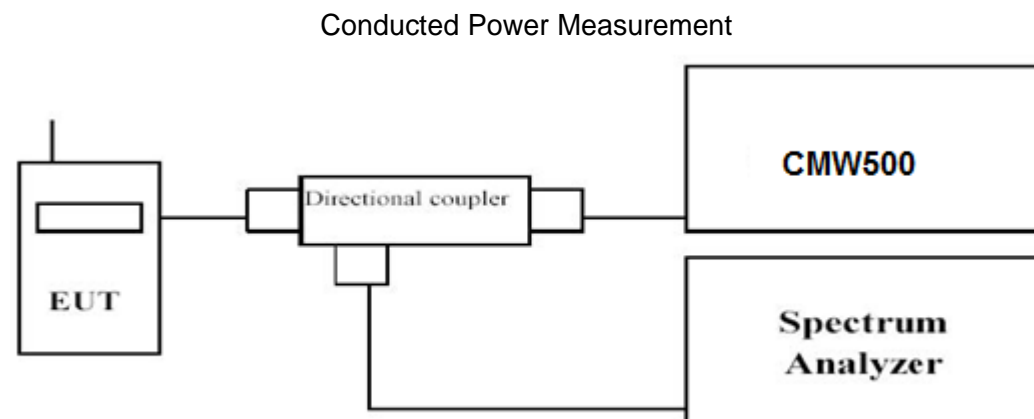 Conducted Power Measurement
CMW500
Directional coupler
EUT
Spectrum
Analyzer